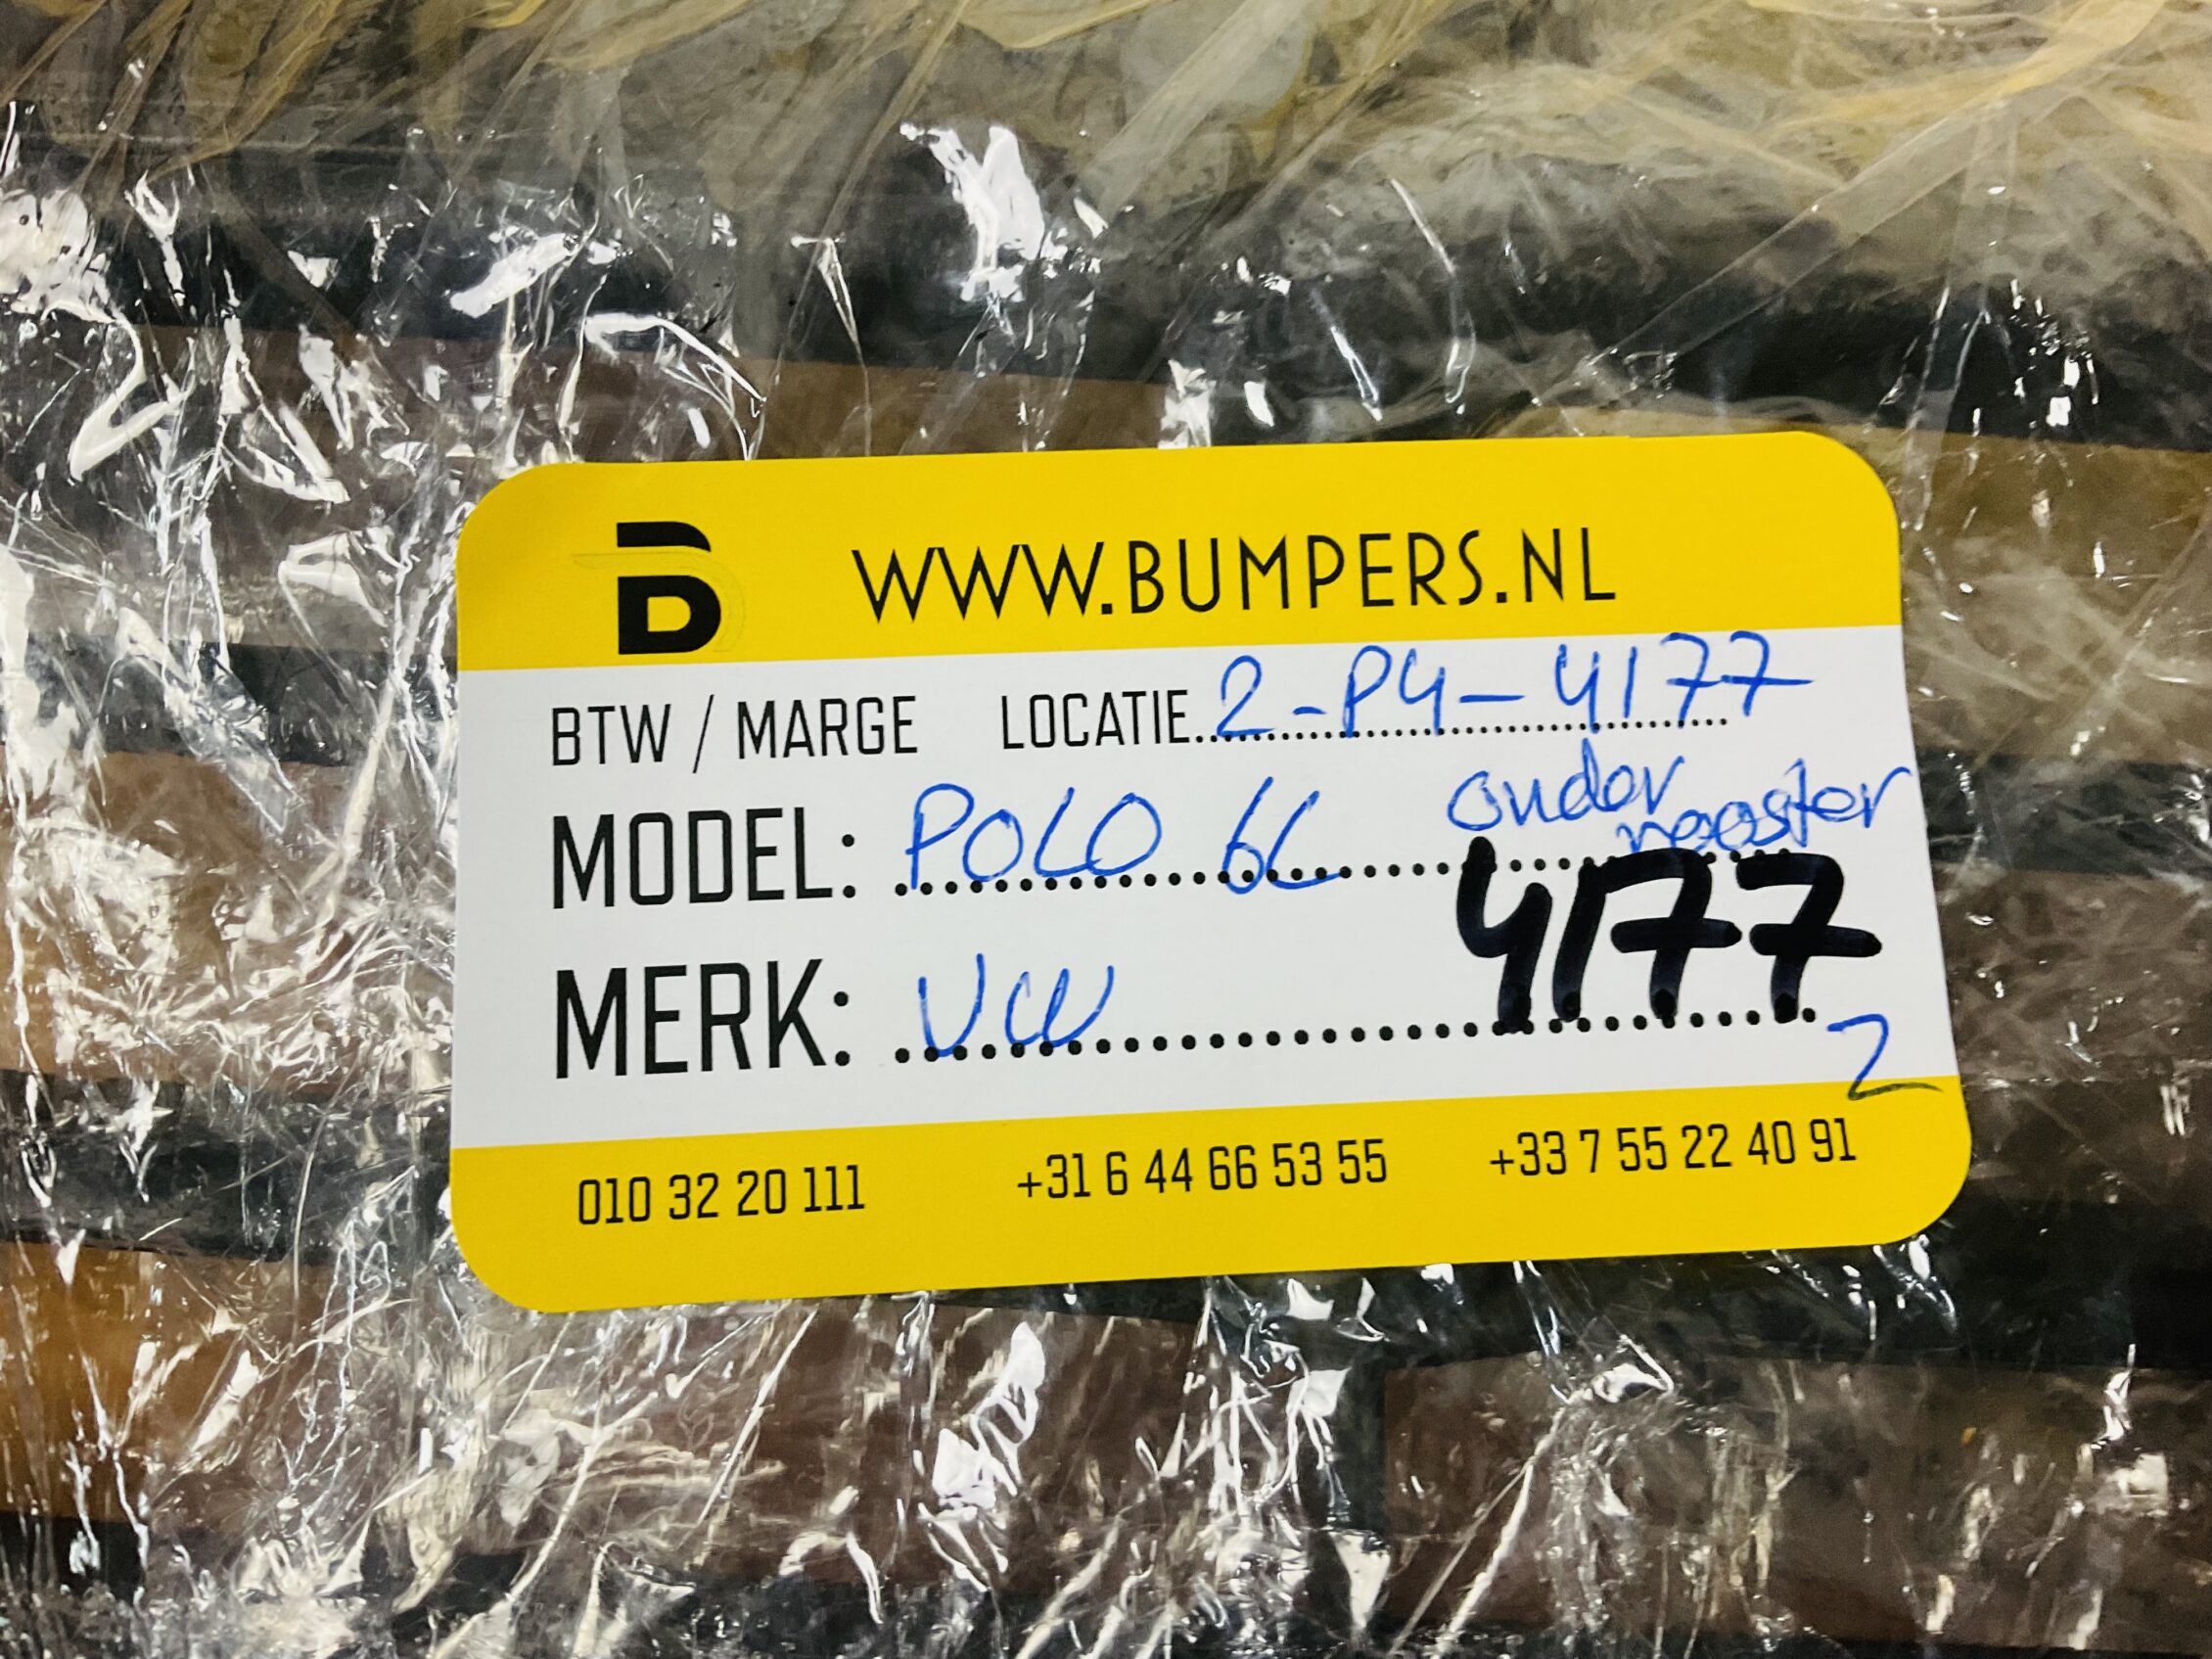 B WWW.BUMPERS.NL
BTW / MARGE LOCATIE. 2-P4-4177
onder
rooster
MODEL: POLO 6C
4177
MERK: VW
2
010 32 20 111 +31 6 44 66 53 55 +33 7 55 22 40 91